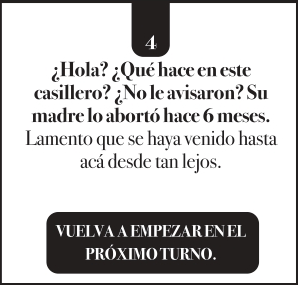 4
¿Hola? ¿Qué hace en este
casillero? ¿No le avisaron? Su
madre lo abortó hace 6 meses.
Lamento que se haya venido hasta
acá desde tan lejos.
VUELVA A EMPEZAR EN EL
PRÓXIMO TURNO.